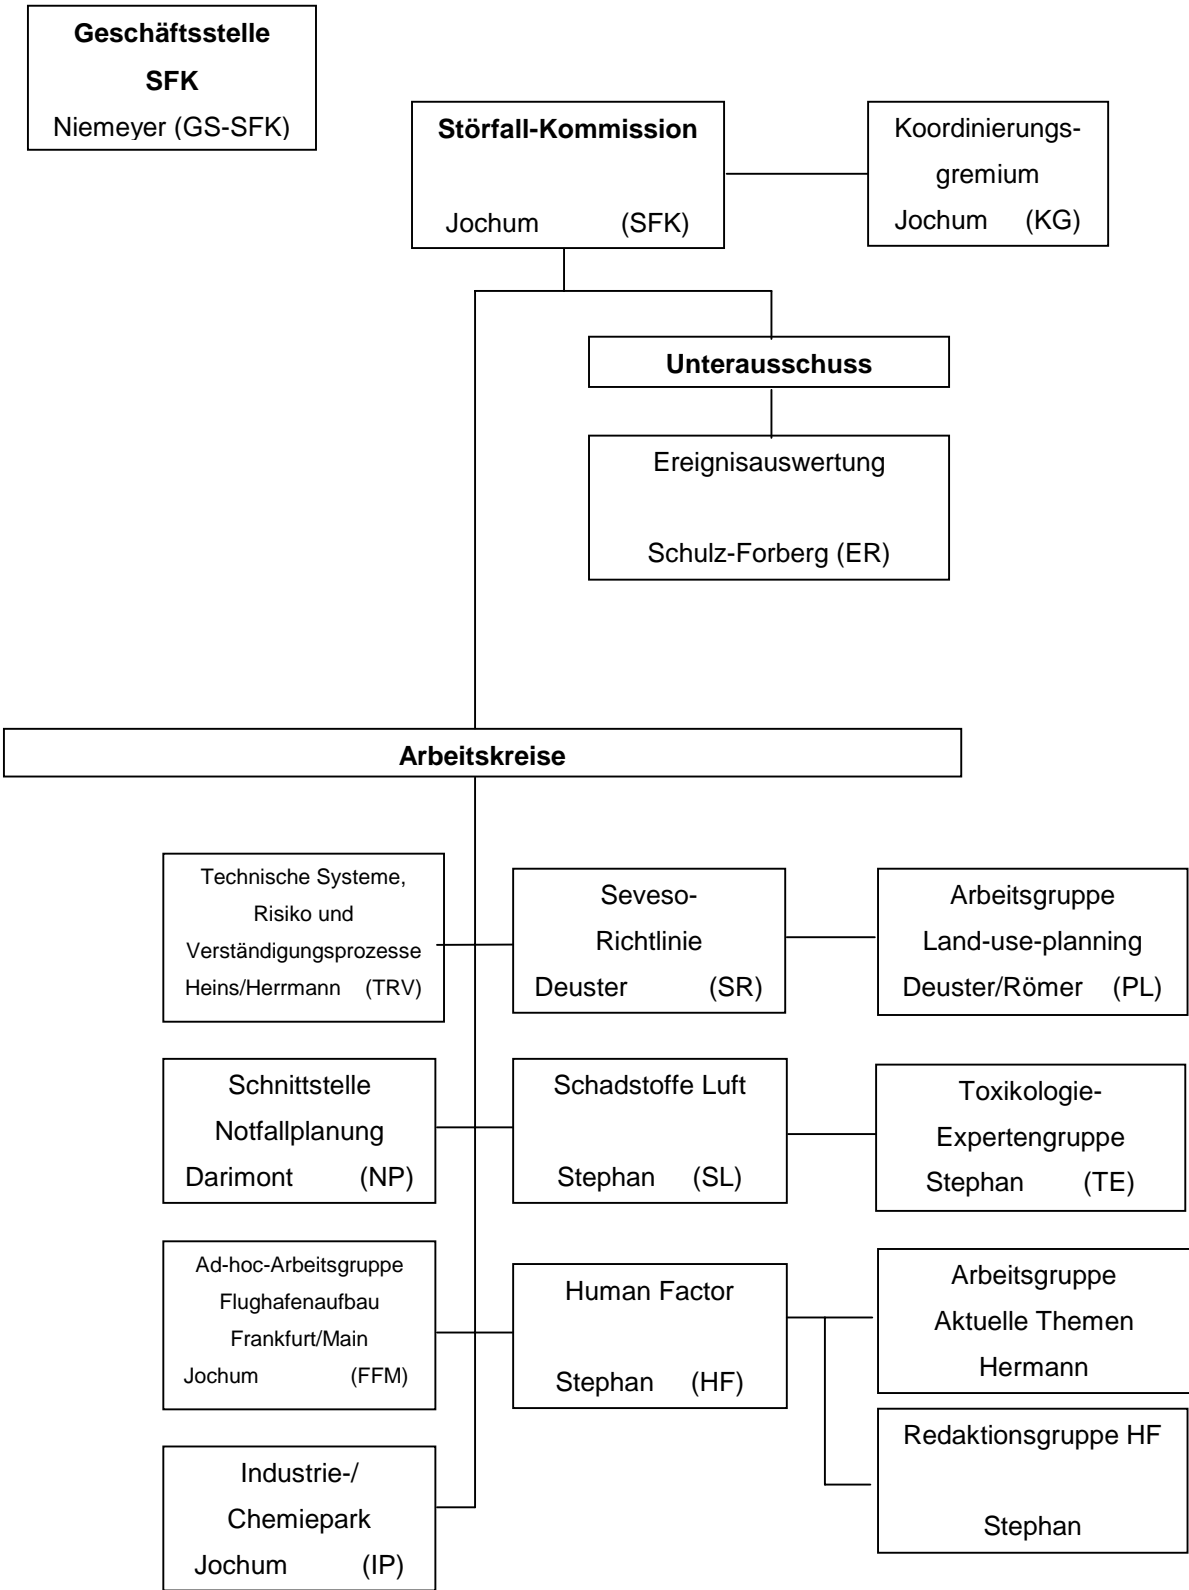 Geschäftsstelle
SFK
Niemeyer (GS-SFK)
Störfall-Kommission
Jochum (SFK)
Koordinierungs-
gremium
Jochum (KG)
Unterausschuss
Ereignisauswertung
Schulz-Forberg (ER)
Arbeitskreise
Technische Systeme,
Risiko und
Verständigungsprozesse
Heins/Herrmann (TRV)
Seveso-
Richtlinie
Deuster (SR)
Arbeitsgruppe
Land-use-planning
Deuster/Römer (PL)
Schnittstelle
Notfallplanung
Darimont (NP)
Schadstoffe Luft
Stephan (SL)
Toxikologie-
Expertengruppe
Stephan (TE)
Ad-hoc-Arbeitsgruppe
Flughafenaufbau
Frankfurt/Main
Jochum (FFM)
Human Factor
Stephan (HF)
Arbeitsgruppe
Aktuelle Themen
Hermann
Redaktionsgruppe HF
Stephan
Industrie-/
Chemiepark
Jochum (IP)